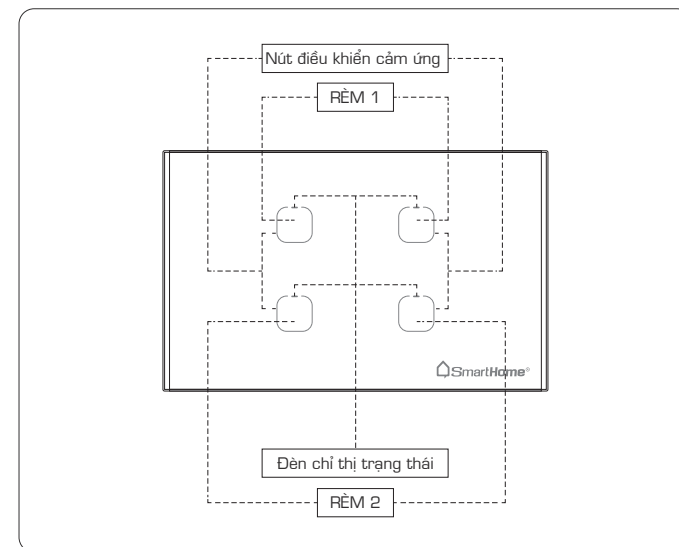 Nút điều khiển cảm ứng
RÈM 1
SmartHome®
Đèn chỉ thị trạng thái
RÈM 2